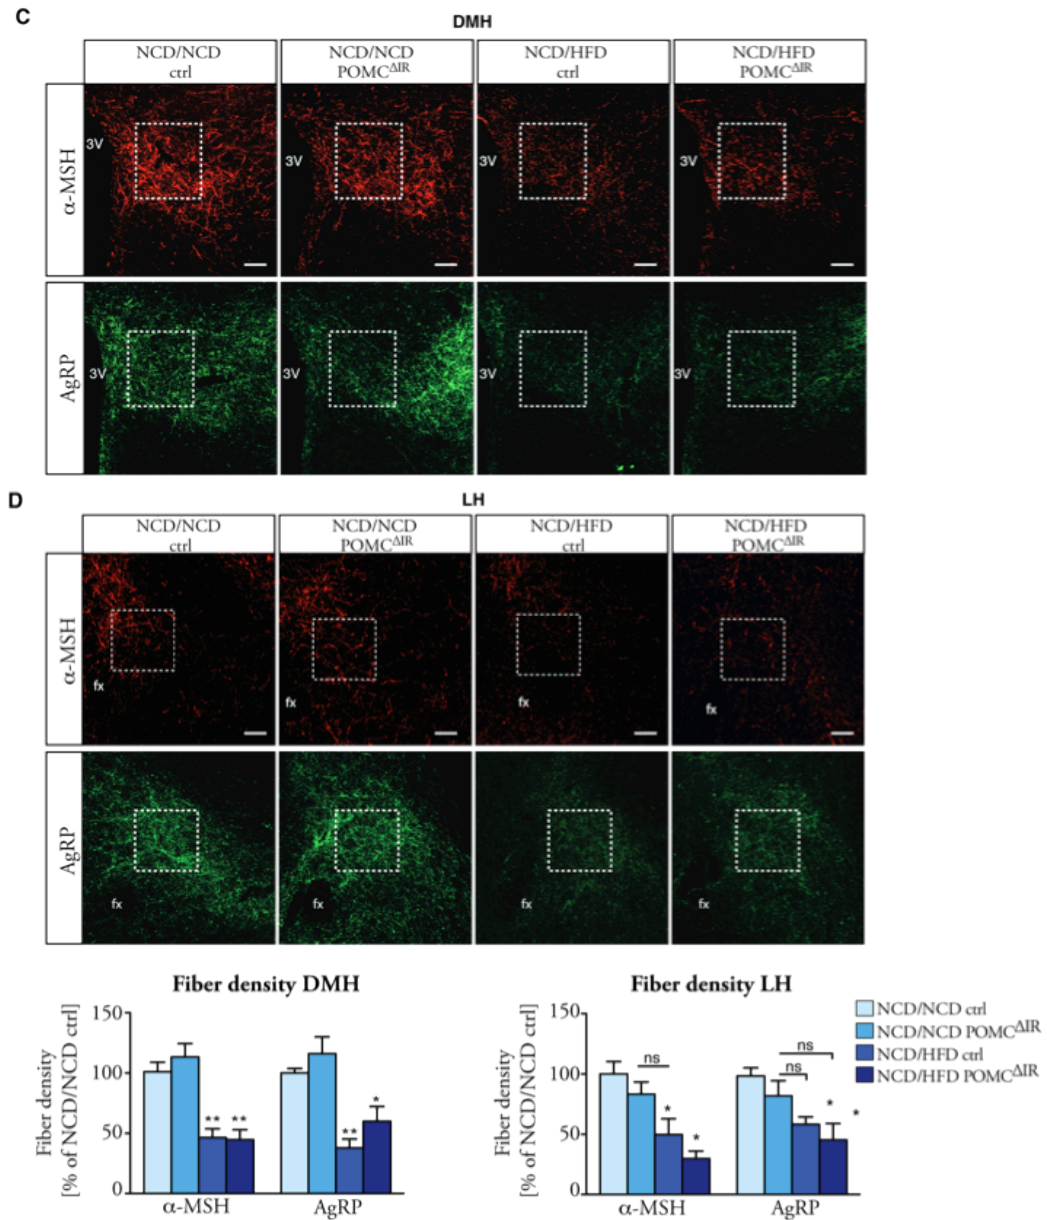 C
DMH
NCD/NCD ctrl
NCD/NCD POMC^ΔIR
NCD/HFD ctrl
NCD/HFD POMC^ΔIR
α-MSH
3V
3V
3V
3V
AgRP
3V
3V
3V
3V
D
LH
NCD/NCD ctrl
NCD/NCD POMC^ΔIR
NCD/HFD ctrl
NCD/HFD POMC^ΔIR
α-MSH
fx
fx
fx
fx
AgRP
fx
fx
fx
fx
Fiber density DMH
Fiber density
[% of NCD/NCD ctrl]
150
100
50
0
** **
** *
α-MSH
AgRP
Fiber density LH
Fiber density
[% of NCD/NCD ctrl]
150
100
50
0
ns
* *
ns
ns
* *
α-MSH
AgRP
NCD/NCD ctrl
NCD/NCD POMC^ΔIR
NCD/HFD ctrl
NCD/HFD POMC^ΔIR